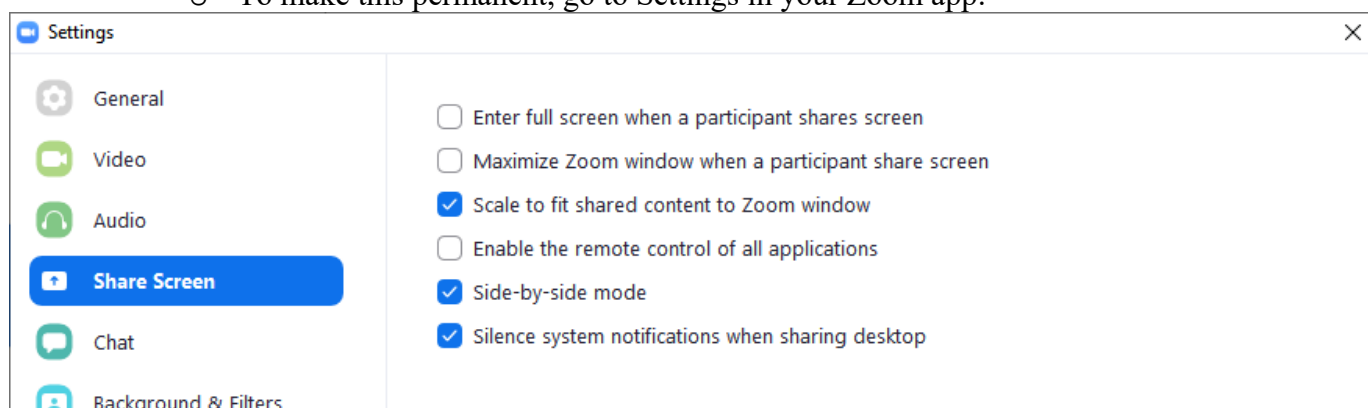 To make this permanent, go to Settings in your Zoom app.
Settings
General
Video
Audio
Share Screen
Chat
Background & Filters
Enter full screen when a participant shares screen
Maximize Zoom window when a participant share screen
Scale to fit shared content to Zoom window
Enable the remote control of all applications
Side-by-side mode
Silence system notifications when sharing desktop